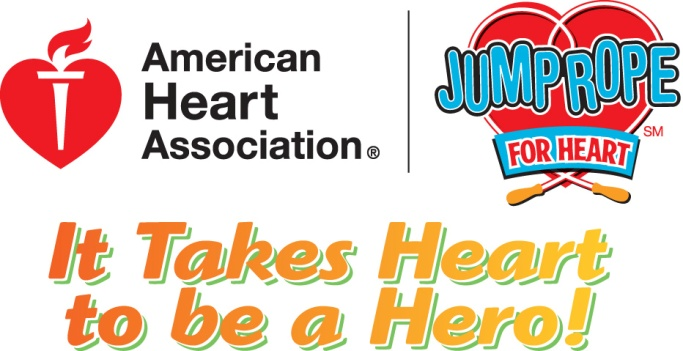 American
Heart
Association®
JUMP ROPE
FOR HEART
SM
It Takes Heart
to be a Hero!